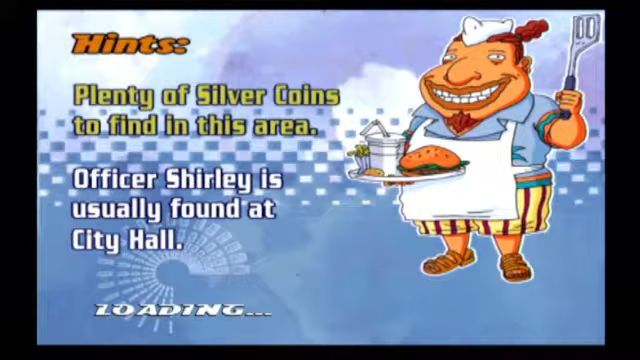 Hints:
Plenty of Silver Coins
to find in this area.
Officer Shirley is
usually found at
City Hall.
LOADING...